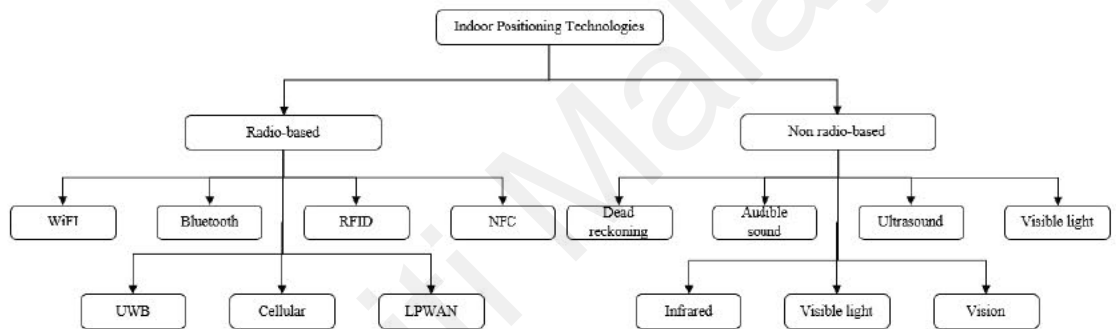 Indoor Positioning Technologies
Radio-based
Non radio-based
WiFI
Bluetooth
RFID
NFC
Dead
reckoning
Audible
sound
Ultrasound
Visible light
UWB
Cellular
LPWAN
Infrared
Visible light
Vision